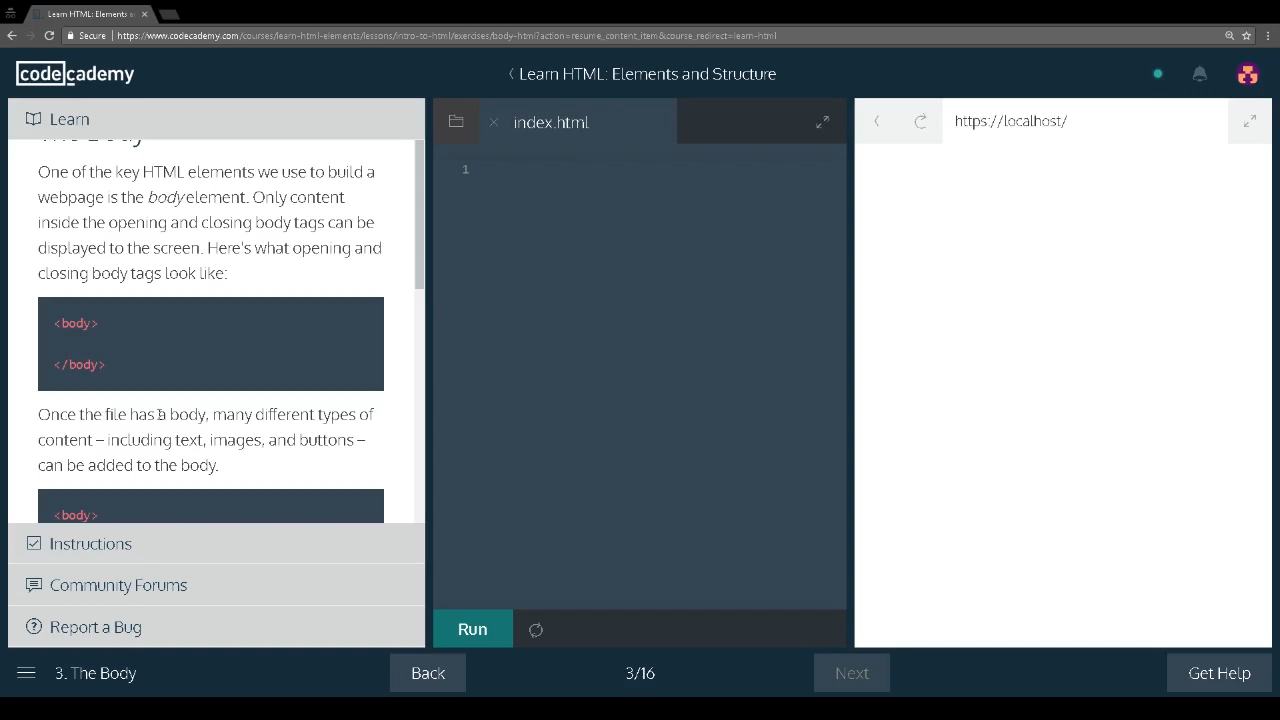 Learn HTML: Elements an
Secure
https://www.codecademy.com/courses/learn-html-elements/lessons/intro-to-html/exercises/body-html?action=resume_content_item&course_redirect=learn-html
codecademy
Learn HTML: Elements and Structure
Learn
The Body
One of the key HTML elements we use to build a
webpage is the body element. Only content
inside the opening and closing body tags can be
displayed to the screen. Here's what opening and
closing body tags look like:
<body>
</body>
Once the file has a body, many different types of
content – including text, images, and buttons –
can be added to the body.
<body>
Instructions
Community Forums
Report a Bug
index.html
1
Run
https://localhost/
3. The Body
Back
3/16
Next
Get Help